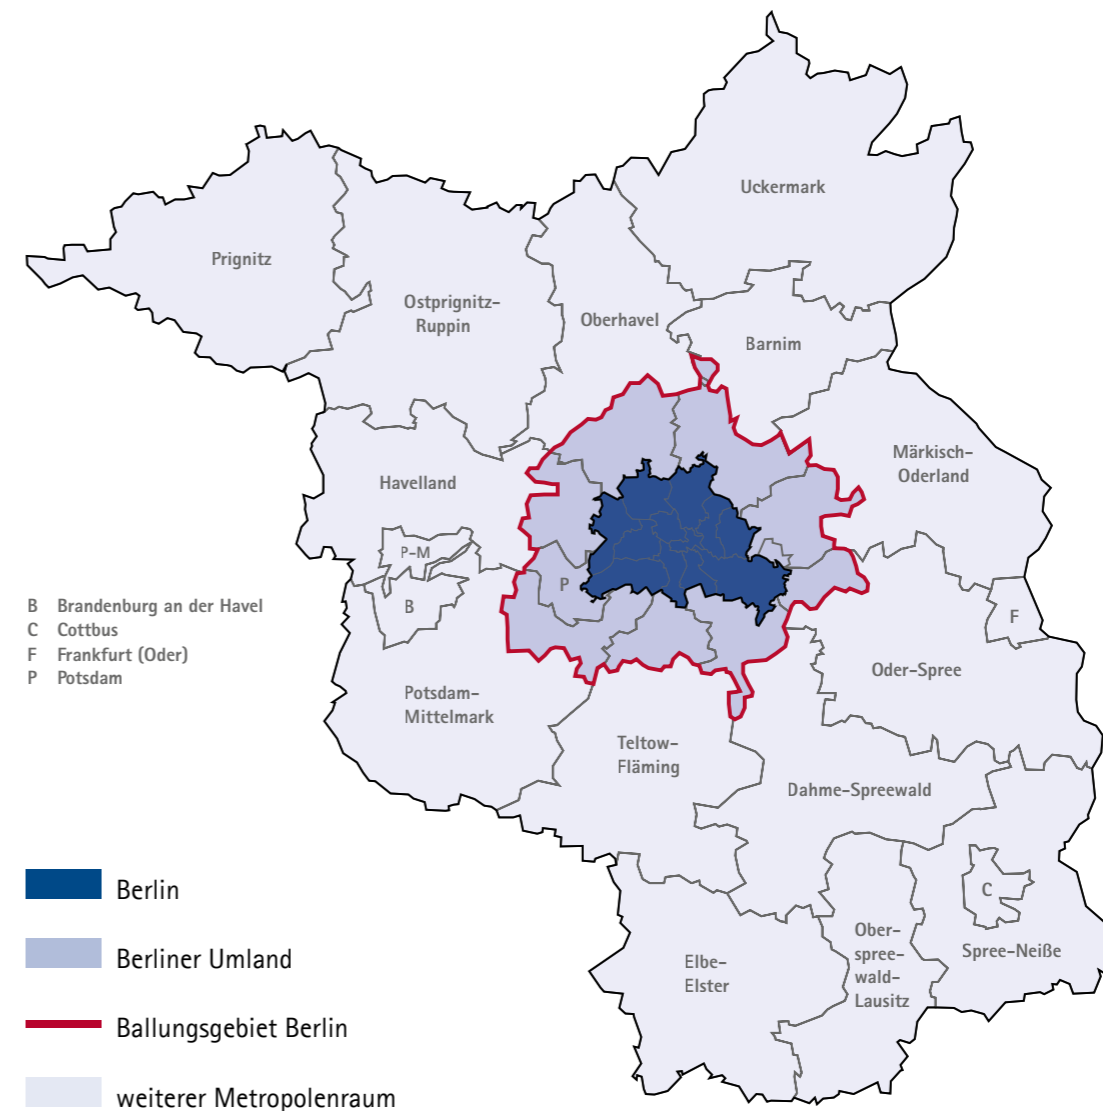 Uckermark
Prignitz
Ostprignitz-
Ruppin
Oberhavel
Barnim
Märkisch-
Oderland
Havelland
P-M
B
P
F
B Brandenburg an der Havel
C Cottbus
F Frankfurt (Oder)
P Potsdam
Oder-Spree
Potsdam-
Mittelmark
Teltow-
Fläming
Dahme-Spreewald
C
Ober-
spree-
wald-
Lausitz
Spree-Neiße
Elbe-
Elster
Berlin
Berliner Umland
Ballungsgebiet Berlin
weiterer Metropolenraum